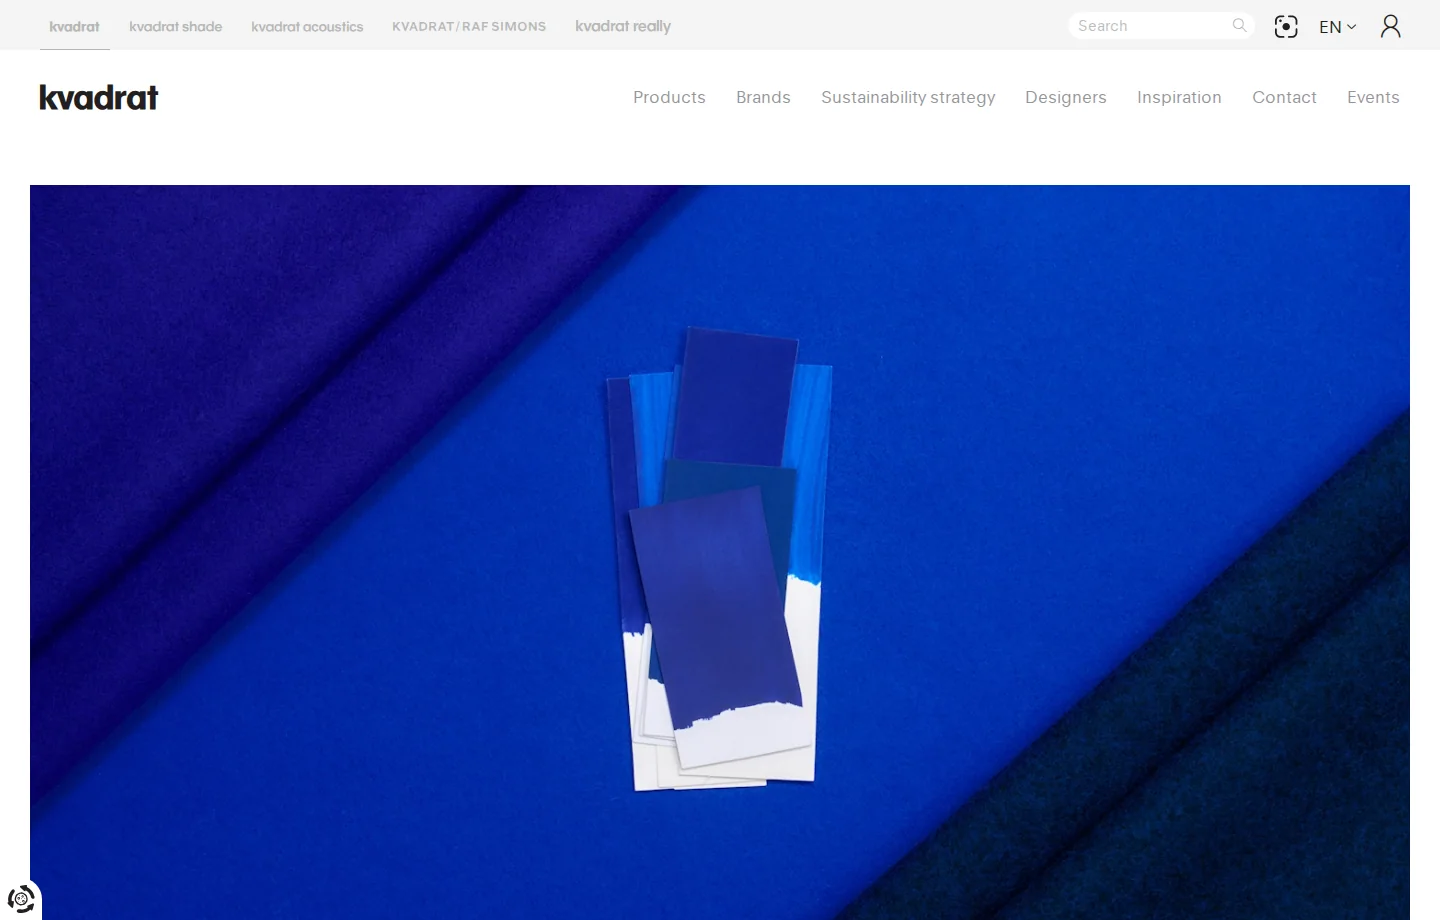 kvadrat kvadrat shade kvadrat acoustics KVADRAT/RAF SIMONS kvadrat really Search EN
kvadrat Products Brands Sustainability strategy Designers Inspiration Contact Events